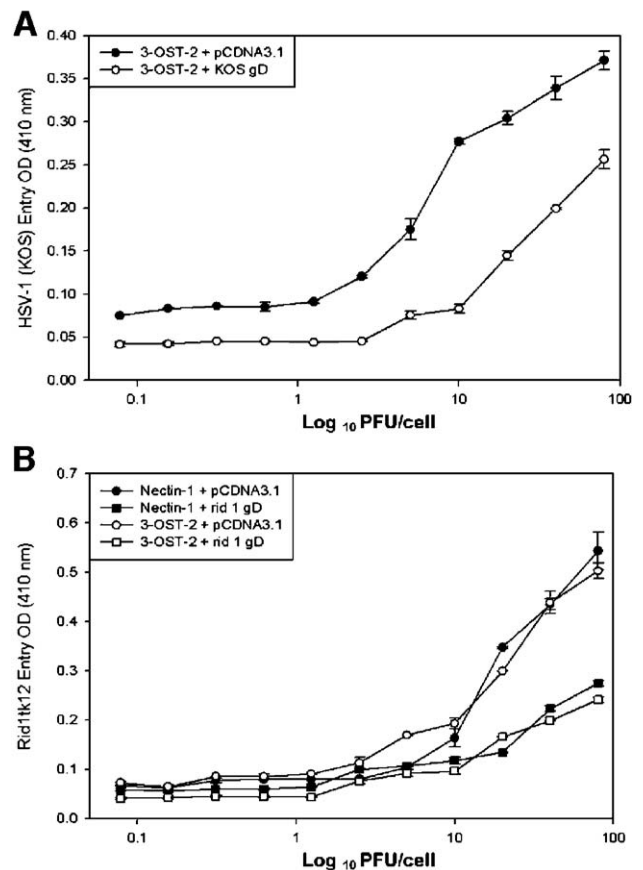 A
3-OST-2 + pCDNA3.1
3-OST-2 + KOS gD
HSV-1 (KOS) Entry OD (410 nm)
0.40
0.35
0.30
0.25
0.20
0.15
0.10
0.05
0.00
0.1
1
10
100
Log 10 PFU/cell
B
Nectin-1 + pCDNA3.1
Nectin-1 + rid 1 gD
3-OST-2 + pCDNA3.1
3-OST-2 + rid 1 gD
Rid1tk12 Entry OD (410 nm)
0.7
0.6
0.5
0.4
0.3
0.2
0.1
0.0
0.1
1
10
100
Log 10 PFU/cell